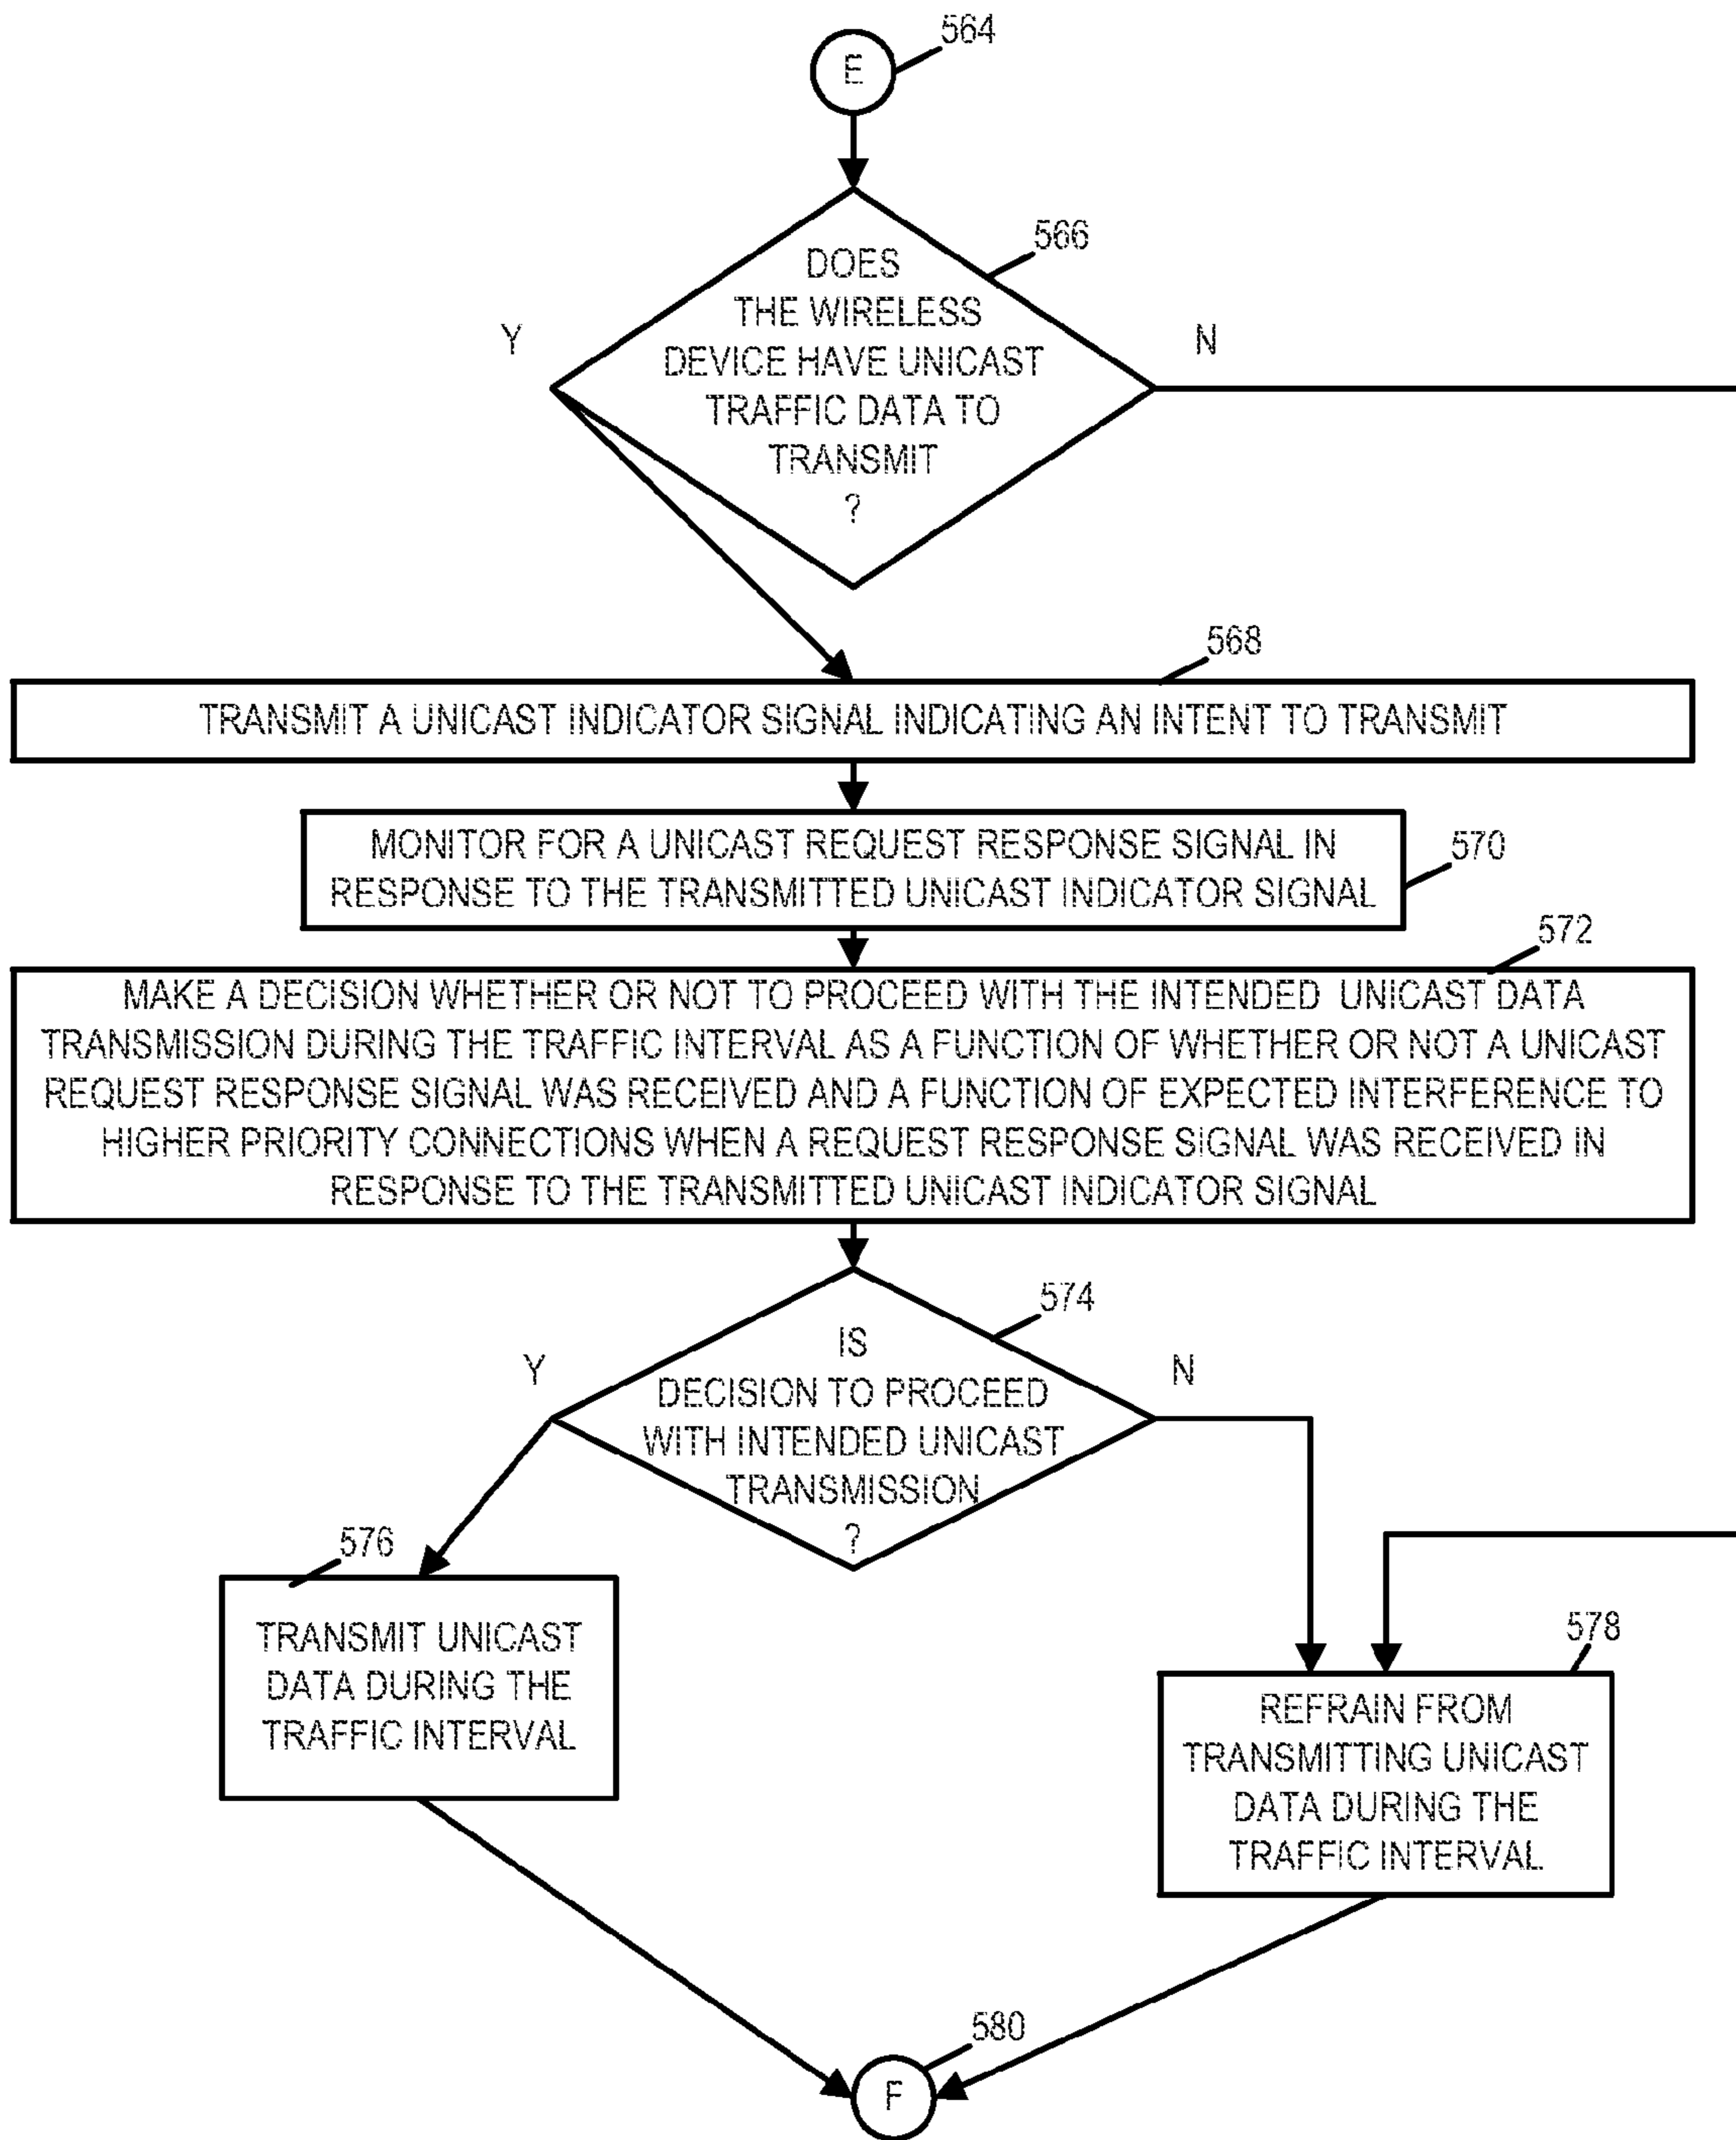 564
E
566
DOES
THE WIRELESS
DEVICE HAVE UNICAST
TRAFFIC DATA TO
TRANSMIT
?
Y
N
568
TRANSMIT A UNICAST INDICATOR SIGNAL INDICATING AN INTENT TO TRANSMIT
MONITOR FOR A UNICAST REQUEST RESPONSE SIGNAL IN
RESPONSE TO THE TRANSMITTED UNICAST INDICATOR SIGNAL
570
572
MAKE A DECISION WHETHER OR NOT TO PROCEED WITH THE INTENDED UNICAST DATA
TRANSMISSION DURING THE TRAFFIC INTERVAL AS A FUNCTION OF WHETHER OR NOT A UNICAST
REQUEST RESPONSE SIGNAL WAS RECEIVED AND A FUNCTION OF EXPECTED INTERFERENCE TO
HIGHER PRIORITY CONNECTIONS WHEN A REQUEST RESPONSE SIGNAL WAS RECEIVED IN
RESPONSE TO THE TRANSMITTED UNICAST INDICATOR SIGNAL
574
IS
DECISION TO PROCEED
WITH INTENDED UNICAST
TRANSMISSION
?
Y
N
576
TRANSMIT UNICAST
DATA DURING THE
TRAFFIC INTERVAL
578
REFRAIN FROM
TRANSMITTING UNICAST
DATA DURING THE
TRAFFIC INTERVAL
580
F